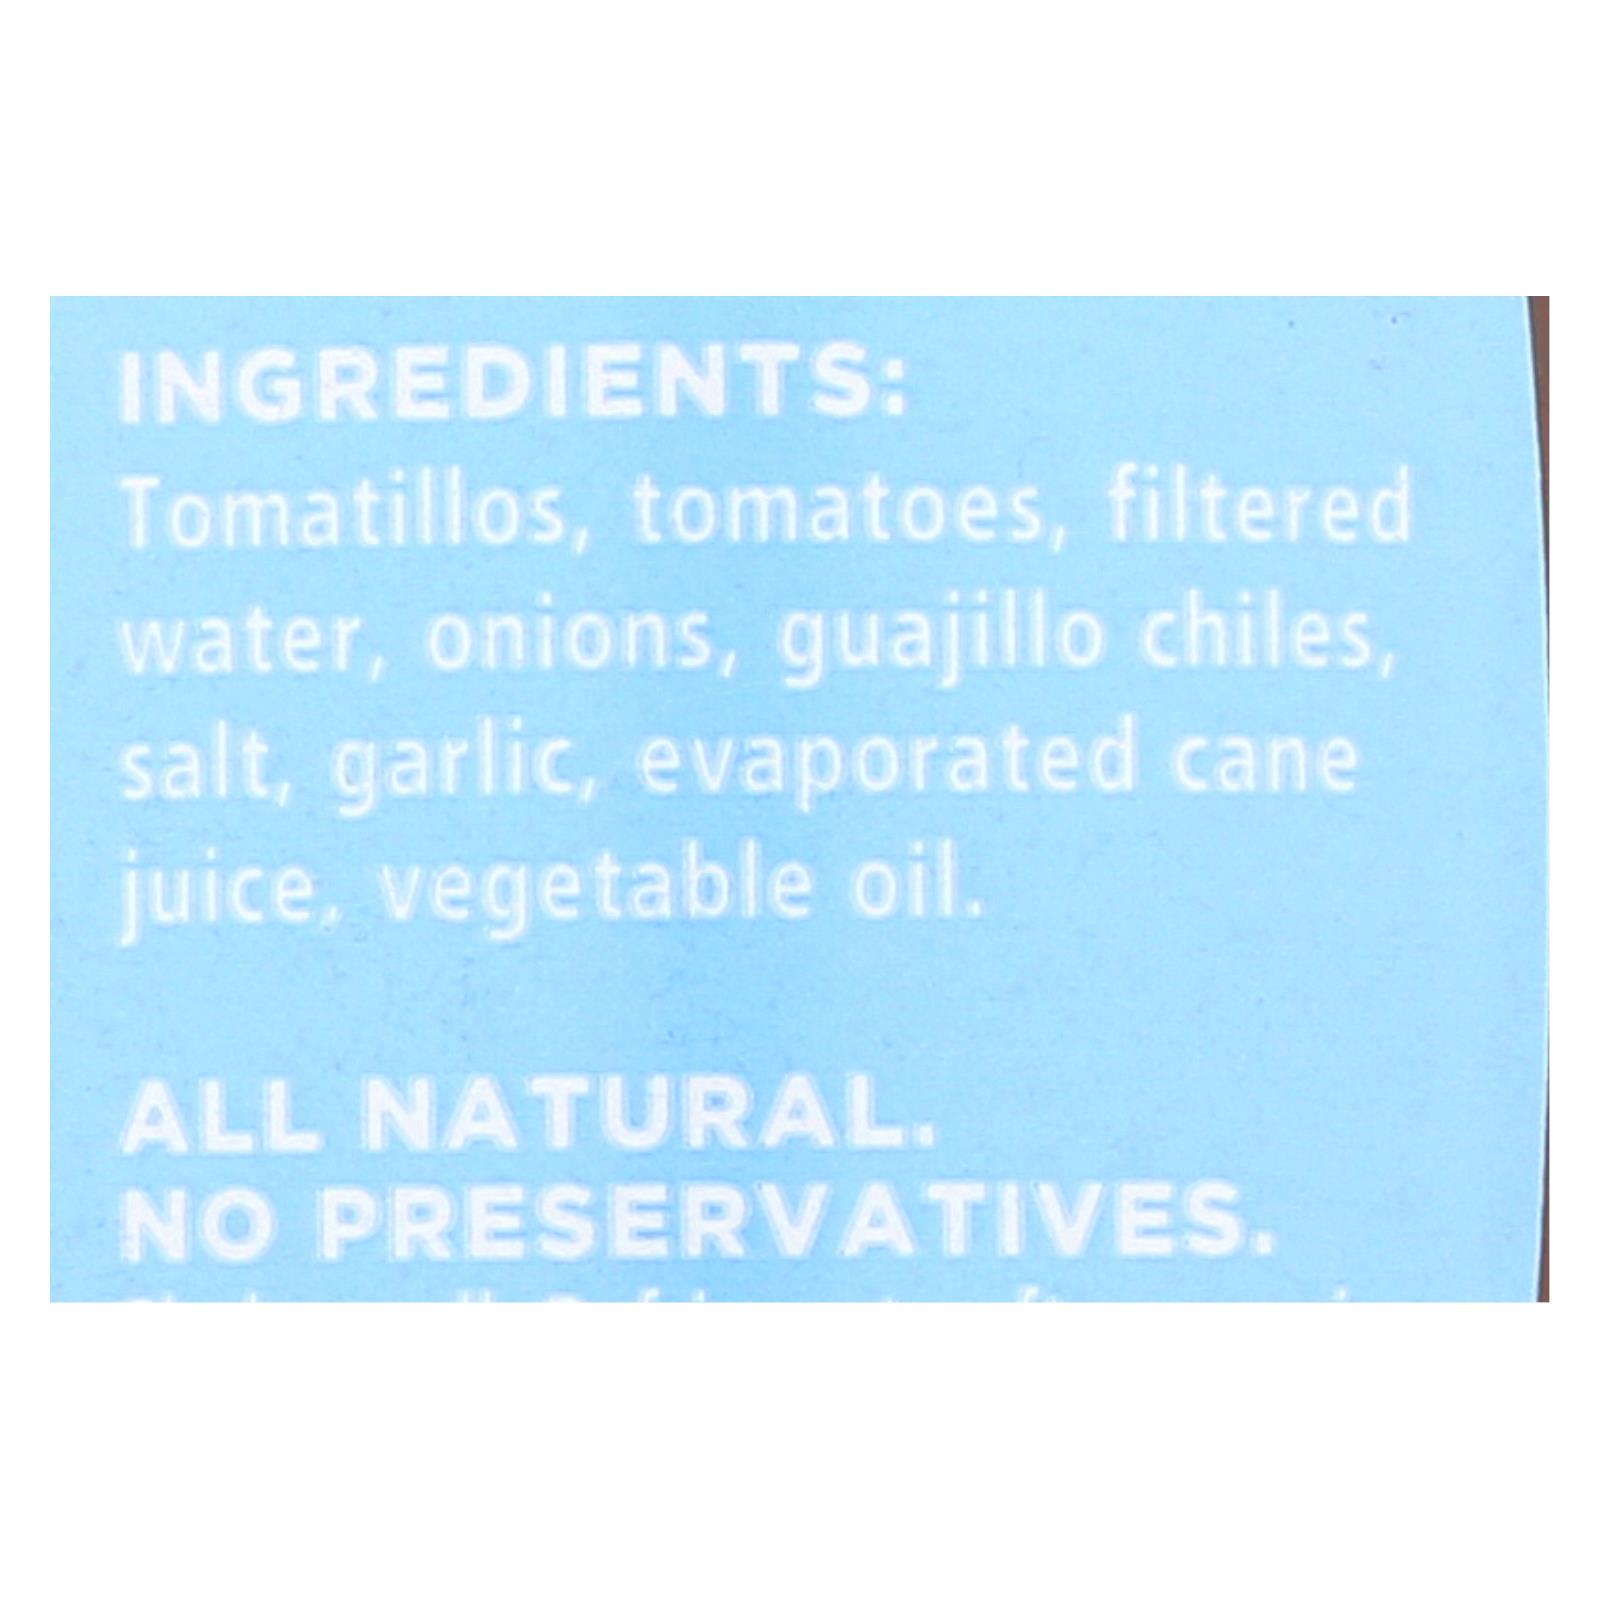 INGREDIENTS:
Tomatillos, tomatoes, filtered
water, onions, guajillo chiles,
salt, garlic, evaporated cane
juice, vegetable oil.
ALL NATURAL.
NO PRESERVATIVES.